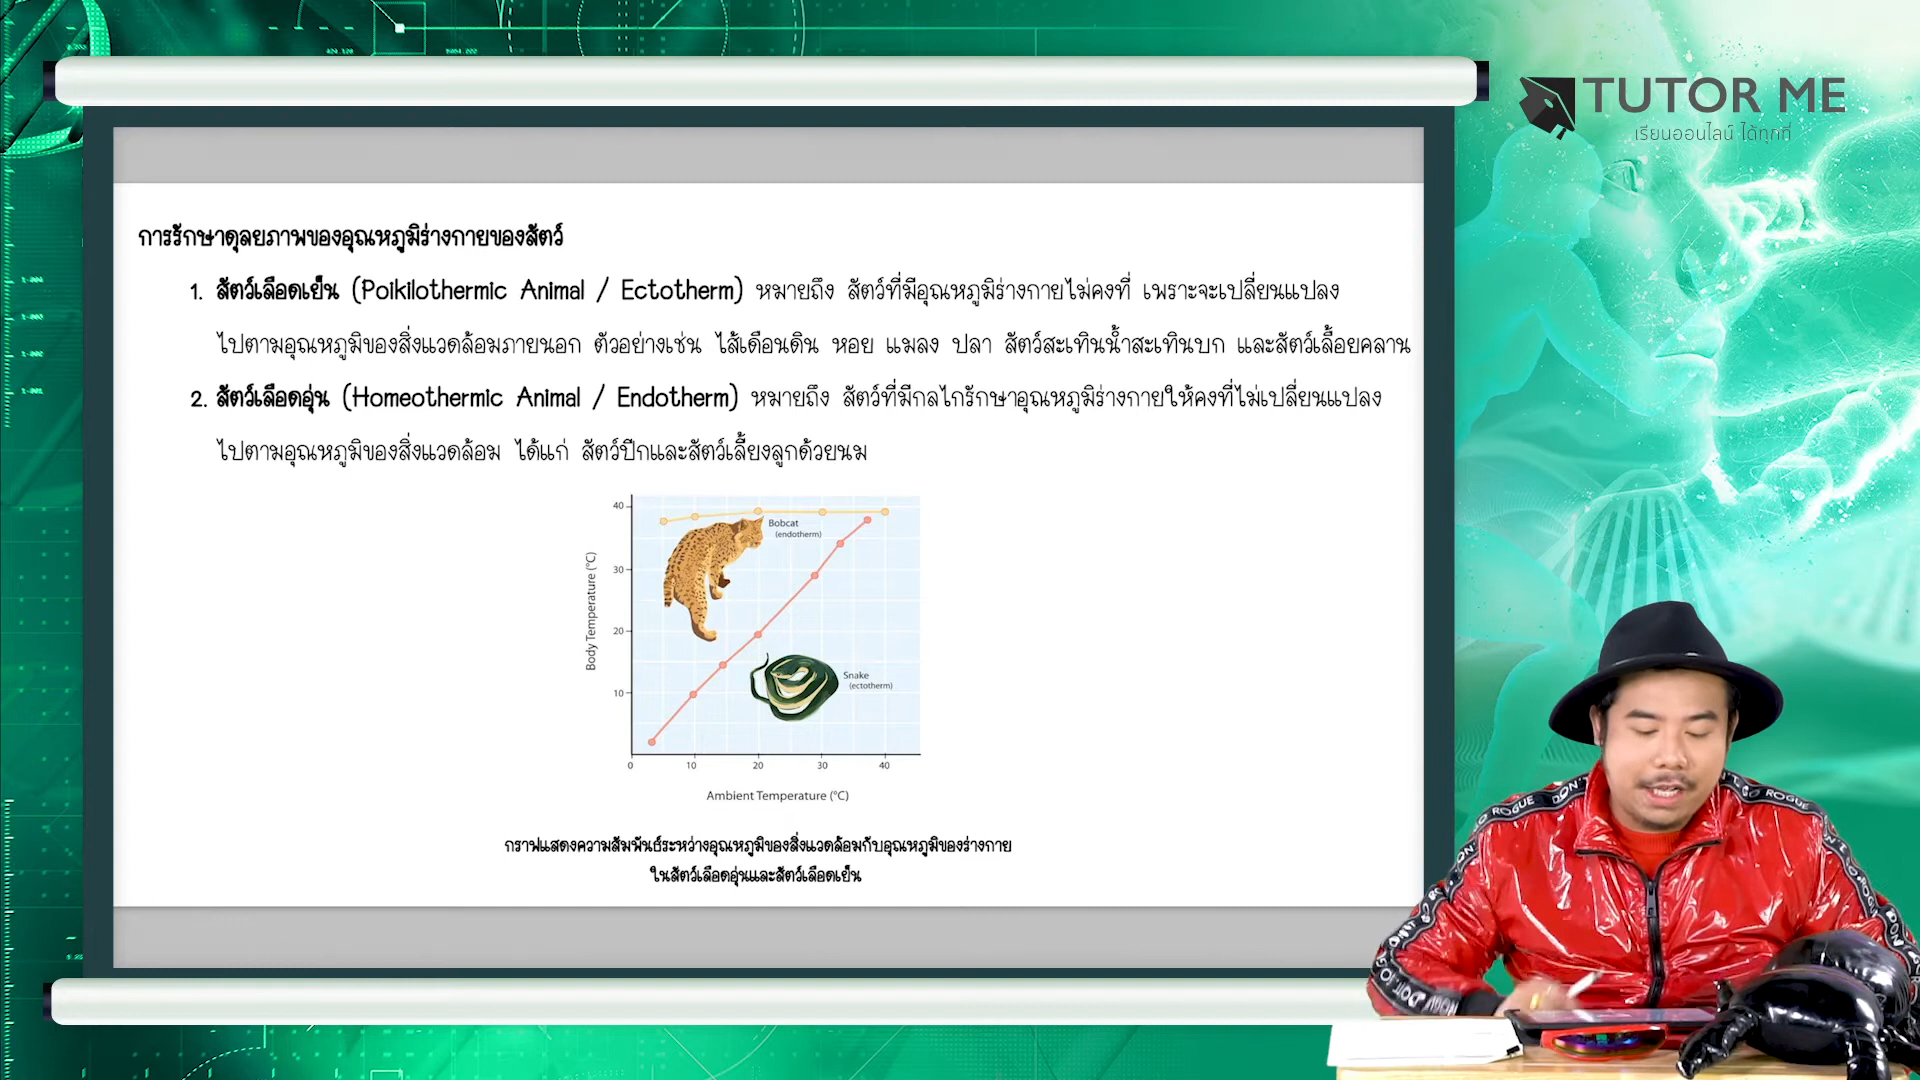 TUTOR ME
เรียนออนไลน์ ได้ทุกที่
การรักษาดุลยภาพของอุณหภูมิร่างกายของสัตว์
1. สัตว์เลือดเย็น (Poikilothermic Animal / Ectotherm) หมายถึง สัตว์ที่มีอุณหภูมิร่างกายไม่คงที่ เพราะจะเปลี่ยนแปลง
ไปตามอุณหภูมิของสิ่งแวดล้อมภายนอก ตัวอย่างเช่น ไส้เดือนดิน หอย แมลง ปลา สัตว์สะเทินน้ำสะเทินบก และสัตว์เลื้อยคลาน
2. สัตว์เลือดอุ่น (Homeothermic Animal / Endotherm) หมายถึง สัตว์ที่มีกลไกรักษาอุณหภูมิร่างกายให้คงที่ไม่เปลี่ยนแปลง
ไปตามอุณหภูมิของสิ่งแวดล้อม ได้แก่ สัตว์ปีกและสัตว์เลี้ยงลูกด้วยนม
40
30
20
10
Body Temperature (°C)
Bobcat
(endotherm)
Snake
(ectotherm)
0 10 20 30 40
Ambient Temperature (°C)
กราฟแสดงความสัมพันธ์ระหว่างอุณหภูมิของสิ่งแวดล้อมกับอุณหภูมิของร่างกาย
ในสัตว์เลือดอุ่นและสัตว์เลือดเย็น